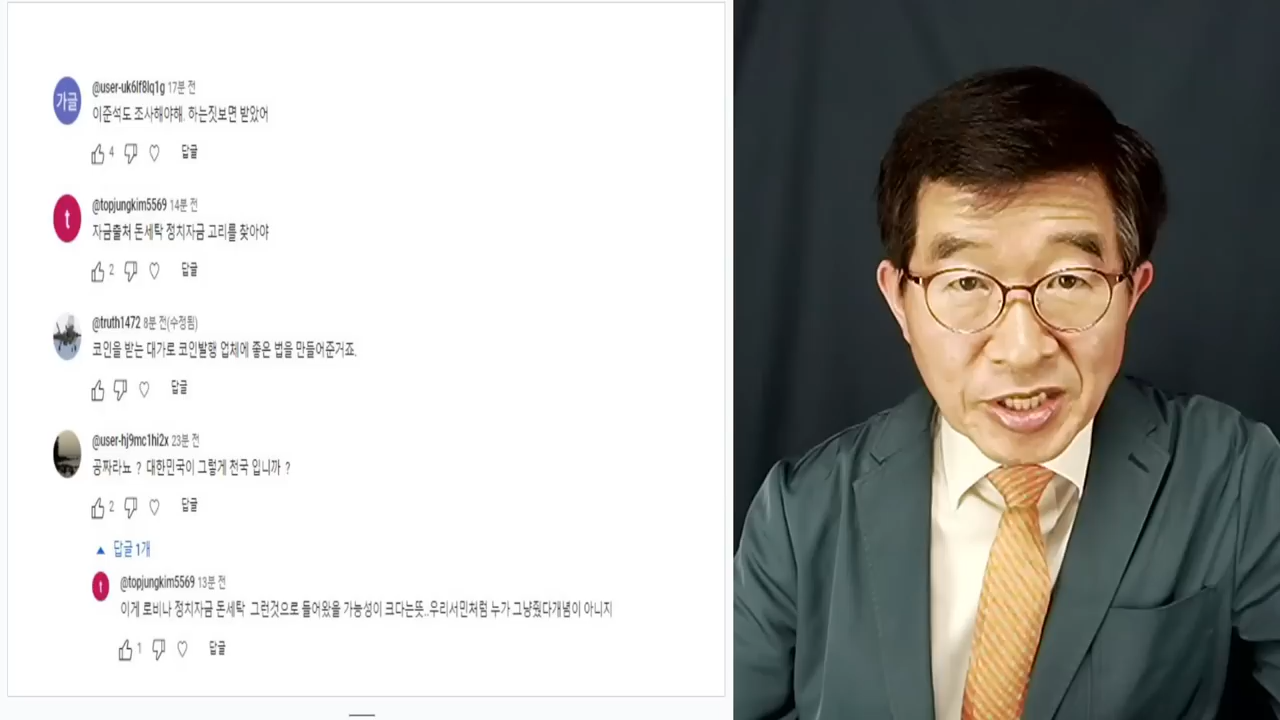 가글
@user-uk6lf8lq1g 17분 전
이준석도 조사해야해. 하는짓보면 받았어
4 답글
t
@topjungkim5569 14분 전
자금출처 돈세탁 정치자금 고리를 찾아야
2 답글
@truth1472 8분 전(수정됨)
코인을 받는 대가로 코인발행 업체에 좋은 법을 만들어준거죠.
답글
@user-hj9mc1hi2x 23분 전
공짜라뇨 ? 대한민국이 그렇게 천국 입니까 ?
2 답글
답글 1개
t
@topjungkim5569 13분 전
이게 로비나 정치자금 돈세탁 그런것으로 들어왔을 가능성이 크다는뜻..우리서민처럼 누가 그냥줬다개념이 아니지
1 답글